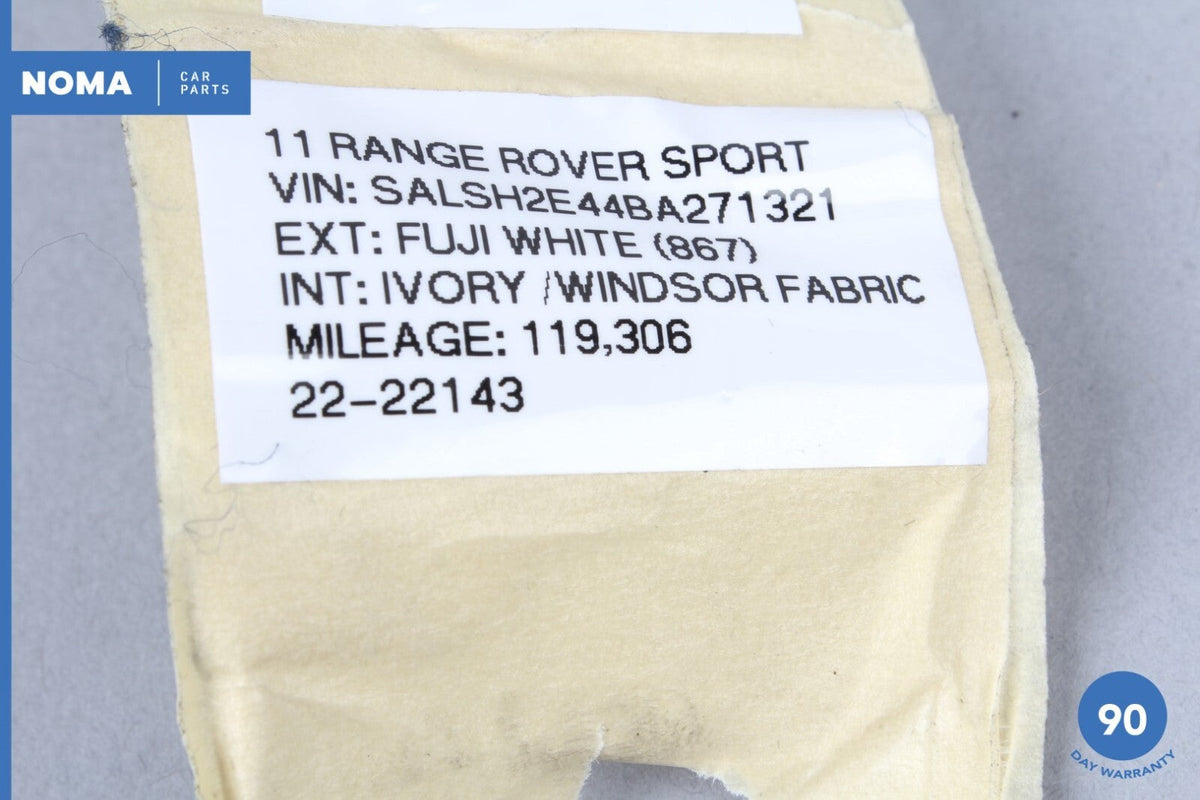 NOMA
CAR
PARTS
11 RANGE ROVER SPORT
VIN: SALSH2E44BA271321
EXT: FUJI WHITE (867)
INT: IVORY /WINDSOR FABRIC
MILEAGE: 119,306
22-22143
90
DAY WARRANTY